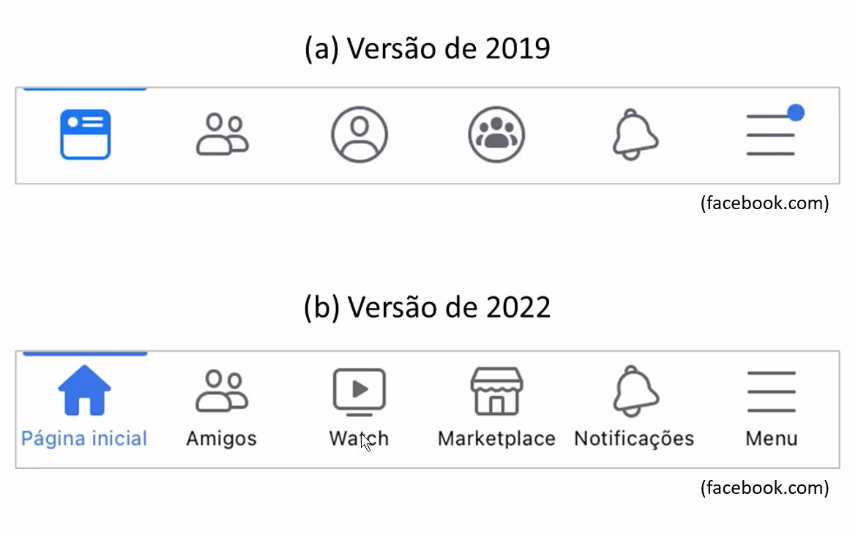 (a) Versão de 2019
(facebook.com)
(b) Versão de 2022
Página inicial Amigos Watch Marketplace Notificações Menu
(facebook.com)